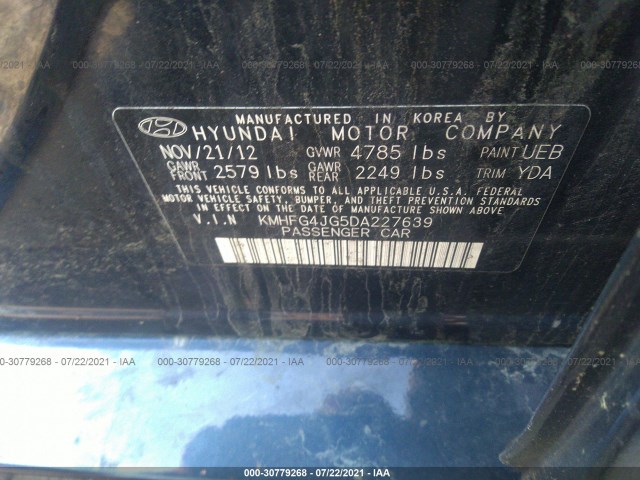 000-30779268 - 07/22/2021 - IAA
MANUFACTURED IN KOREA BY
HYUNDAI MOTOR COMPANY
NOV/21/12 GVWR 4785 lbs PAINT UEB
GAWR FRONT 2579 lbs GAWR REAR 2249 lbs TRIM YDA
THIS VEHICLE CONFORMS TO ALL APPLICABLE U.S.A. FEDERAL
MOTOR VEHICLE SAFETY, BUMPER, AND THEFT PREVENTION STANDARDS
IN EFFECT ON THE DATE OF MANUFACTURE SHOWN ABOVE.
V.I.N KMHFG4JG5DA227639
PASSENGER CAR
000-30779268 - 07/22/2021 - IAA
000-30779268 - 07/22/2021 - IAA